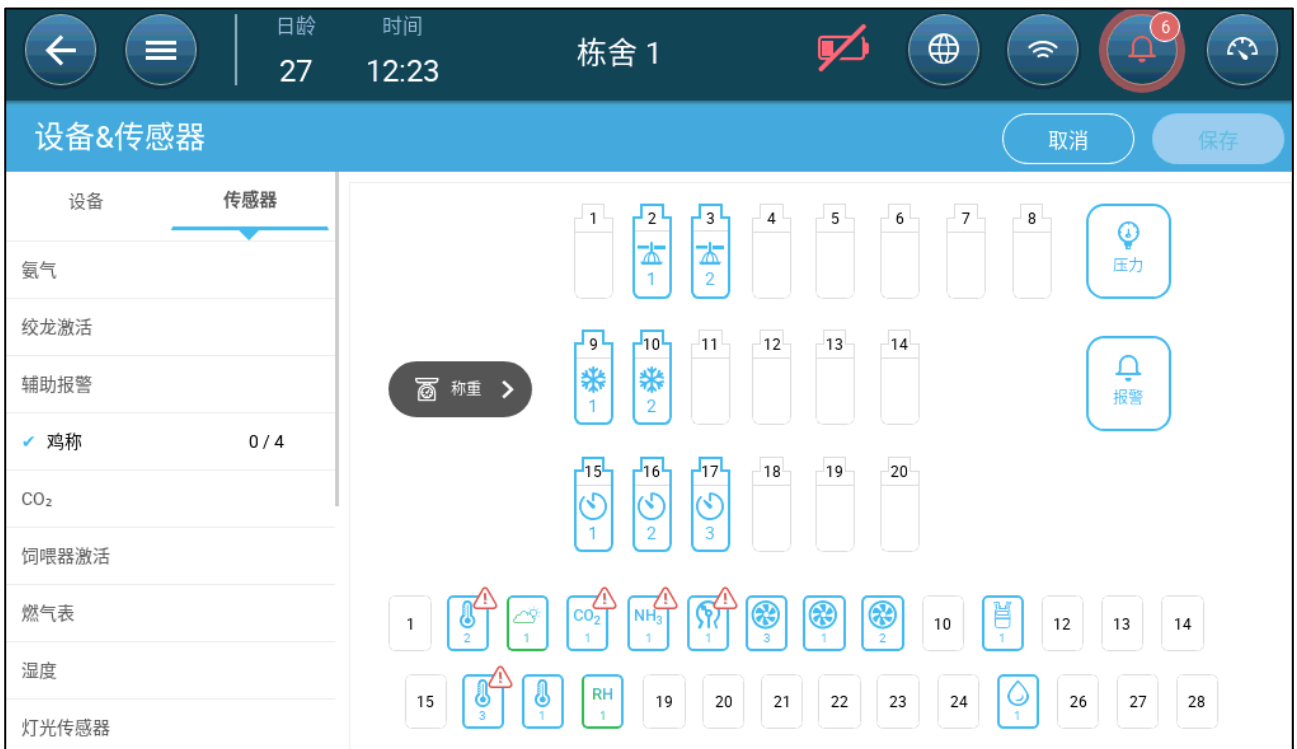 日龄 时间
27 12:23 栋舍 1 6
设备&传感器 取消 保存
设备 传感器
氨气
绞龙激活
辅助报警
鸡称 0 / 4
CO₂
饲喂器激活
燃气表
湿度
灯光传感器
1 2 3 4 5 6 7 8
1 2
压力
9 10 11 12 13 14
称重
1 2
报警
15 16 17 18 19 20
1 2 3
1 CO₂ NH₃ 10 12 13 14
2 1 1 1 1 3 1 2 1
15 RH 19 20 21 22 23 24 26 27 28
3 1 1 1